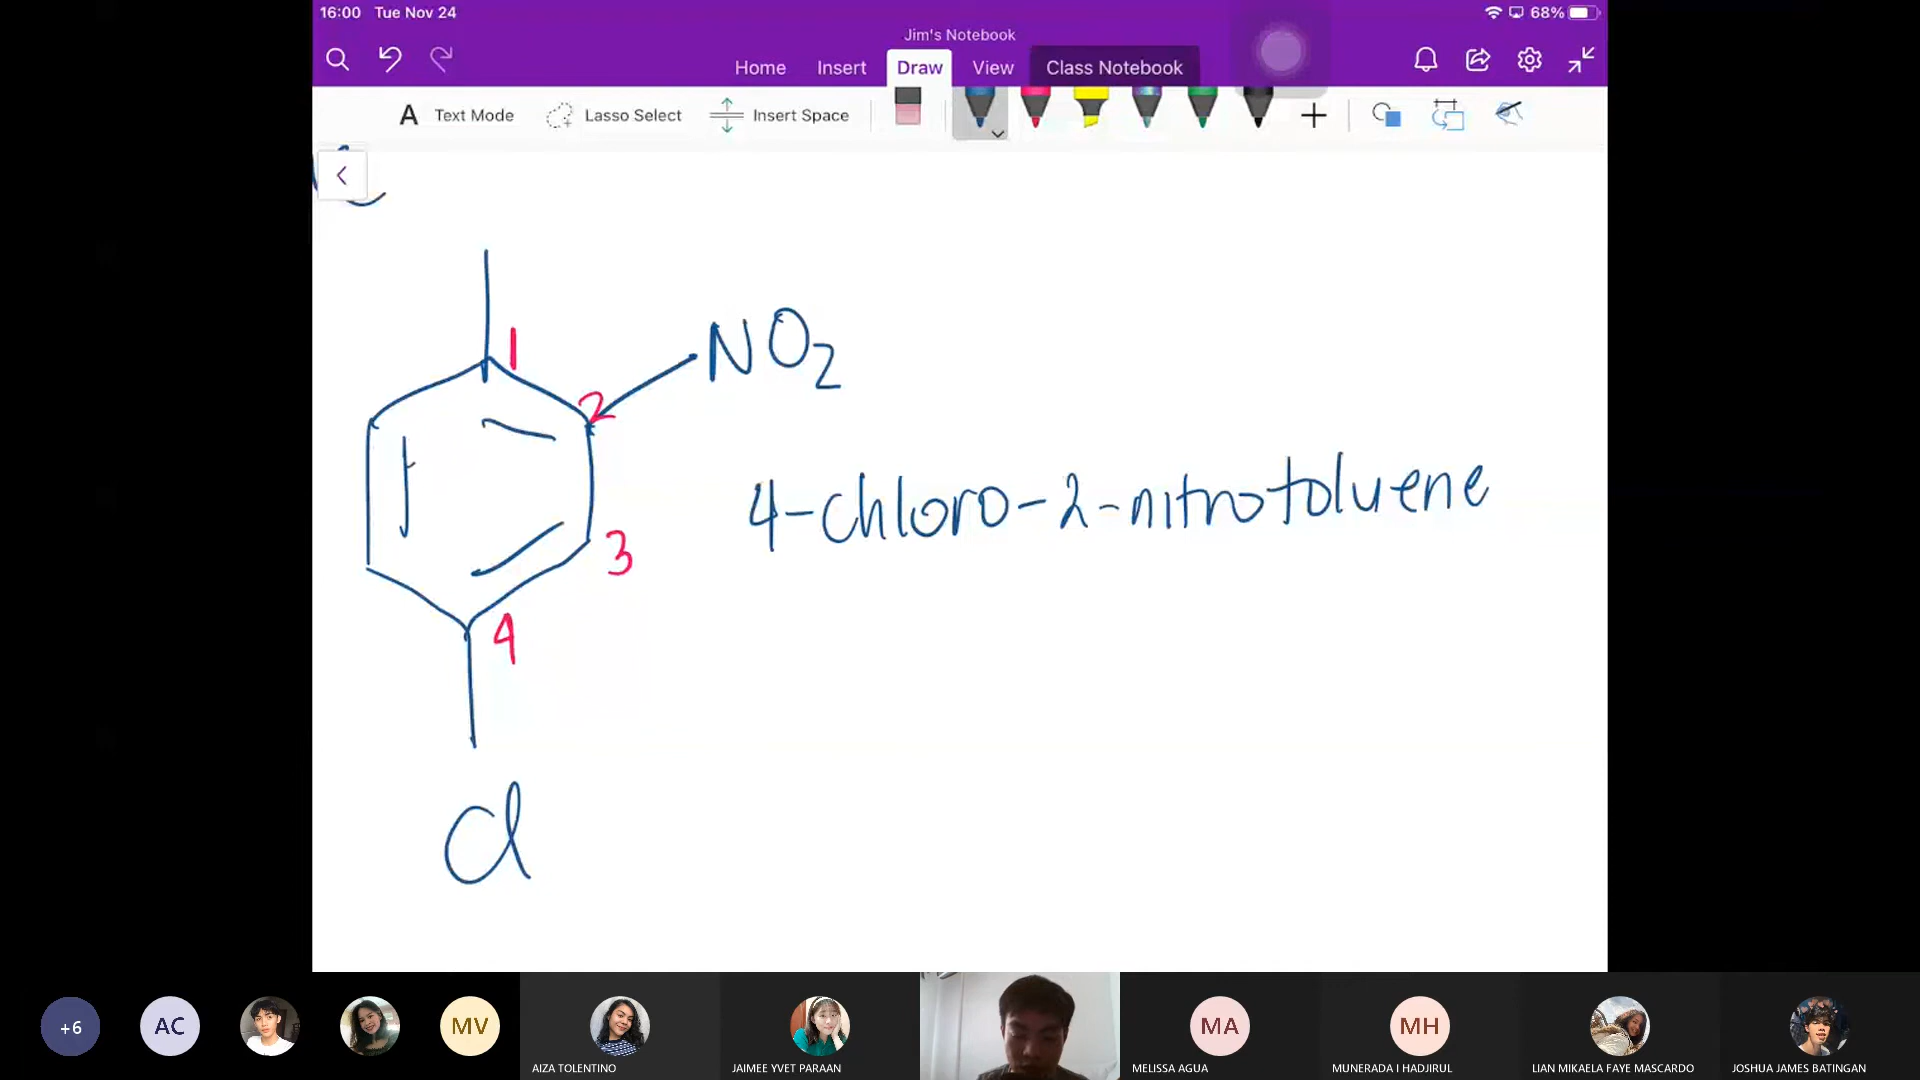 16:00 Tue Nov 24
68%
Jim's Notebook
Home Insert Draw View Class Notebook
A Text Mode Lasso Select Insert Space
1
NO2
2
4-chloro-2-nitrotoluene
3
4
Cl
+6 AC MV MA MH
AIZA TOLENTINO JAIMEE YVET PARAAN MELISSA AGUA MUNERADA I HADJIRUL LIAN MIKAELA FAYE MASCARDO JOSHUA JAMES BATINGAN